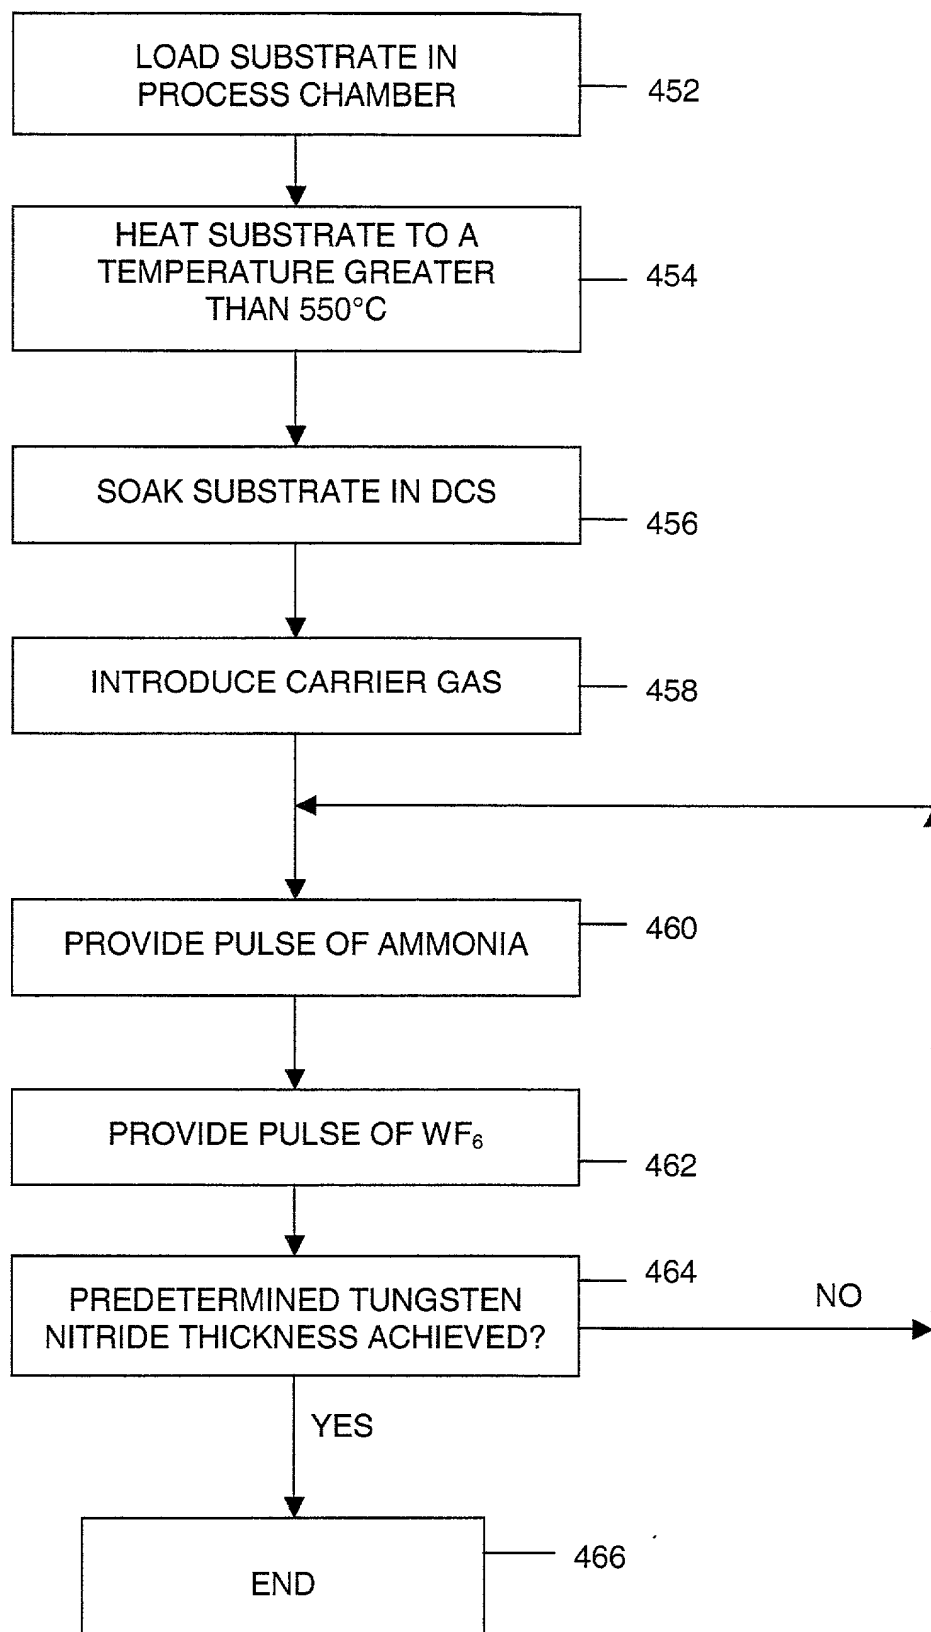 LOAD SUBSTRATE IN
PROCESS CHAMBER
452
HEAT SUBSTRATE TO A
TEMPERATURE GREATER
THAN 550°C
454
SOAK SUBSTRATE IN DCS
456
INTRODUCE CARRIER GAS
458
PROVIDE PULSE OF AMMONIA
460
PROVIDE PULSE OF WF₆
462
PREDETERMINED TUNGSTEN
NITRIDE THICKNESS ACHIEVED?
464
NO
YES
END
466